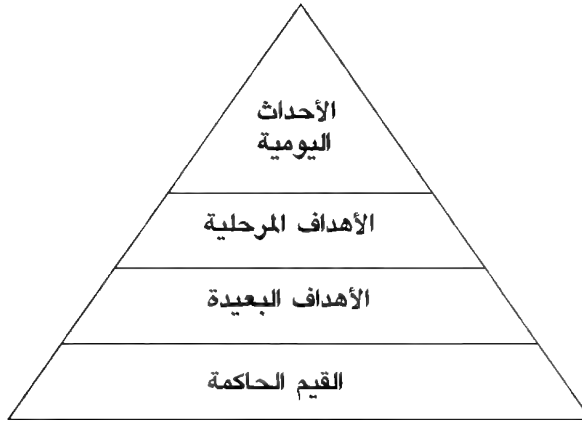 الأحداث
اليومية
الأهداف المرحلية
الأهداف البعيدة
القيم الحاكمة